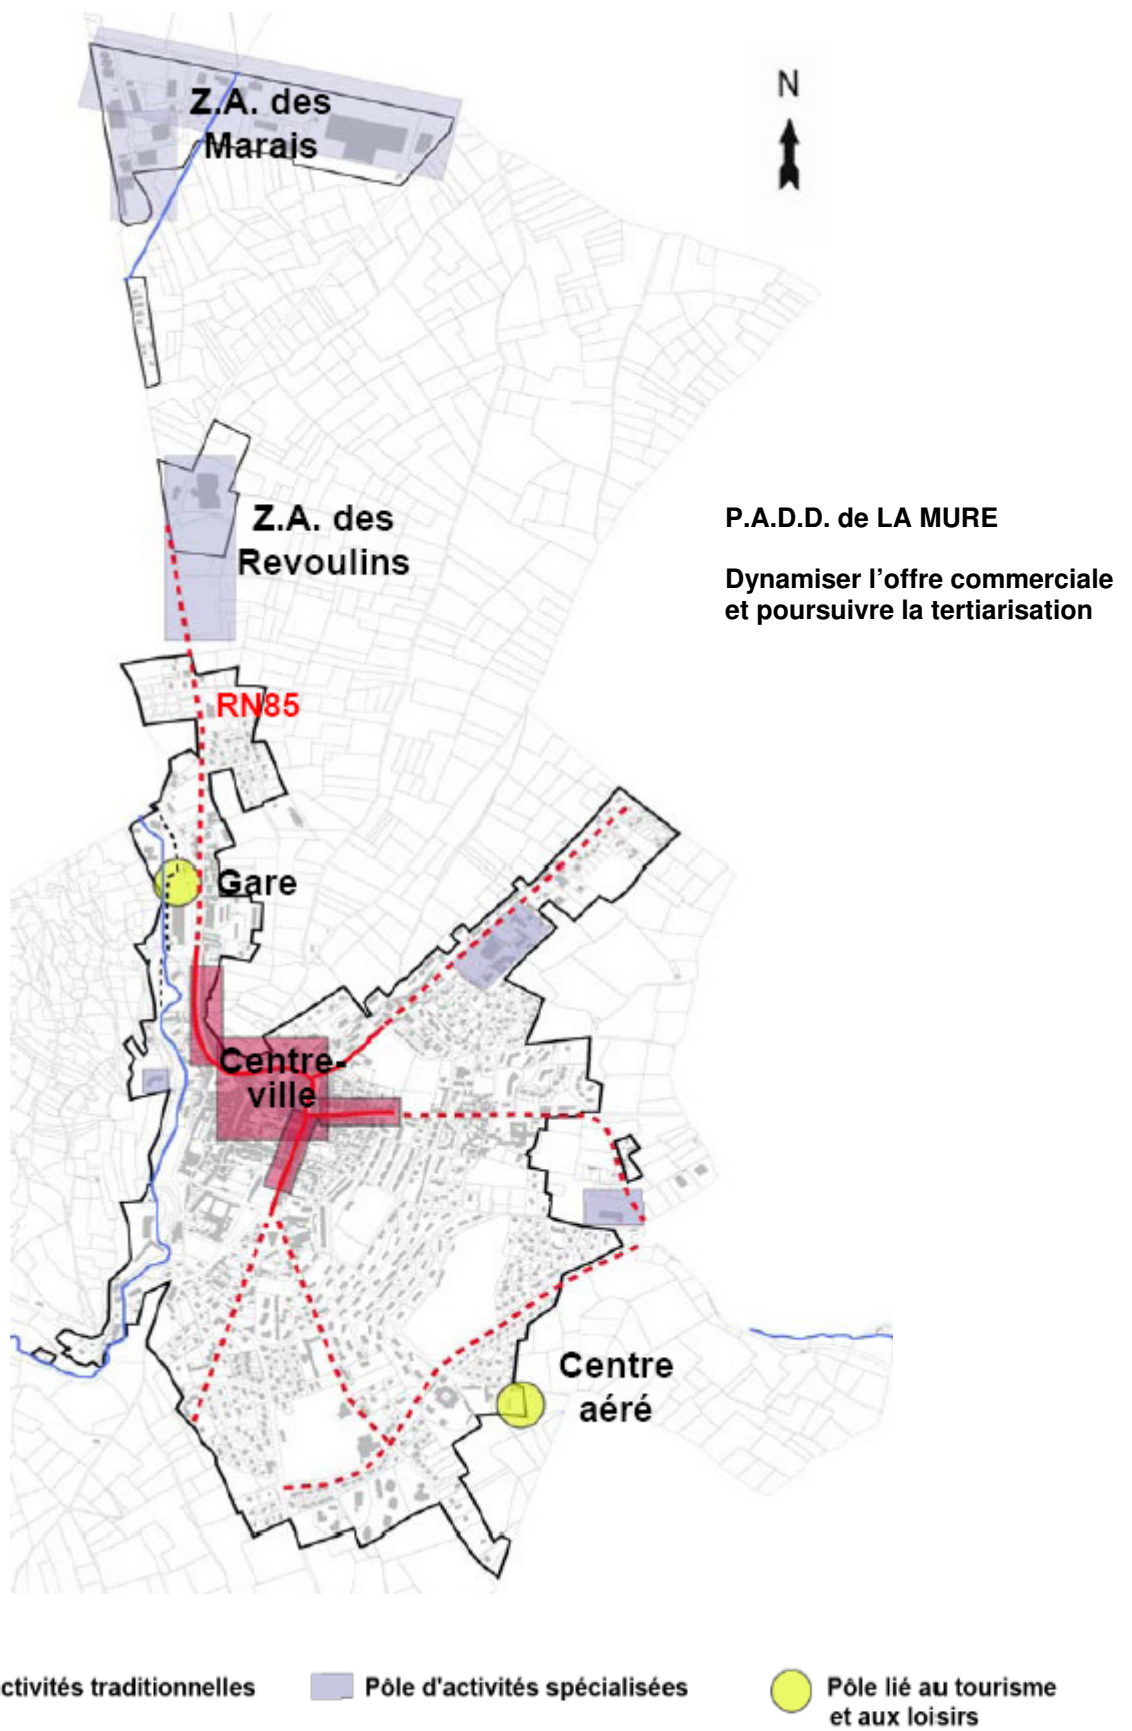 Z.A. des
Marais
N
Z.A. des
Revoulins
P.A.D.D. de LA MURE
Dynamiser l'offre commerciale
et poursuivre la tertiarisation
RN85
Gare
Centre-
ville
Centre
aéré
ctivités traditionnelles
Pôle d'activités spécialisées
Pôle lié au tourisme
et aux loisirs